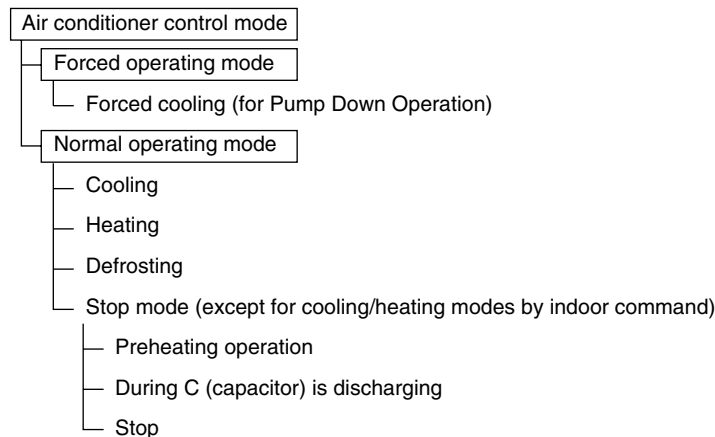 Air conditioner control mode
Forced operating mode
Forced cooling (for Pump Down Operation)
Normal operating mode
Cooling
Heating
Defrosting
Stop mode (except for cooling/heating modes by indoor command)
Preheating operation
During C (capacitor) is discharging
Stop